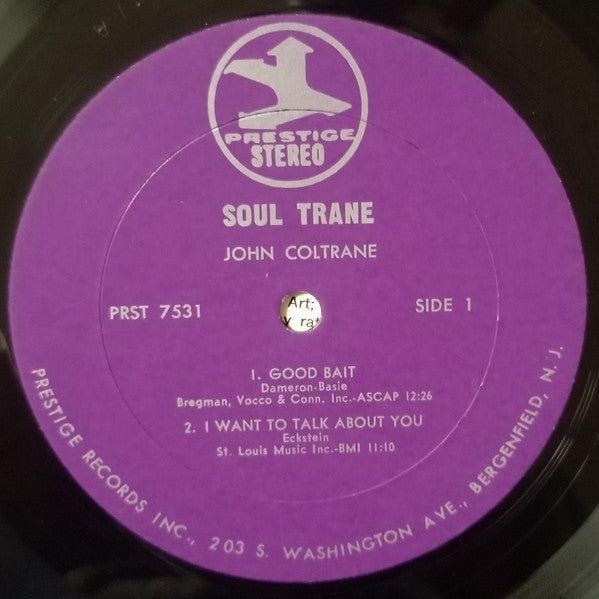 PRESTIGE
STEREO
SOUL TRANE
JOHN COLTRANE
PRST 7531
Art;
SIDE 1
1. GOOD BAIT
Dameron-Basie
Bregman, Vocco & Conn. Inc.-ASCAP 12:26
2. I WANT TO TALK ABOUT YOU
Eckstein
St. Louis Music Inc.-BMI 11:10
PRESTIGE RECORDS INC., 203 S. WASHINGTON AVE., BERGENFIELD, N. J.